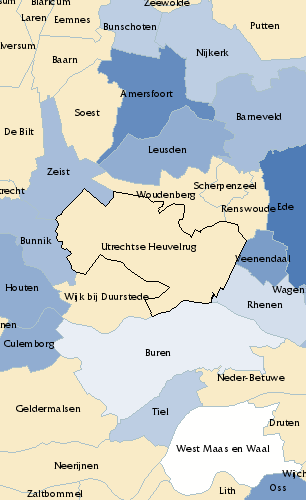 Blaricum
Zeewolde
Laren
Eemnes
Bunschoten
Putten
lversum
Nijkerk
Baarn
Amersfoort
Soest
Barneveld
De Bilt
Leusden
Zeist
Scherpenzeel
trecht
Woudenberg
Renswoude
Ede
Bunnik
Utrechtse Heuvelrug
Veenendaal
Houten
Wagen
Wijk bij Duurstede
Rhenen
nen
Culemborg
Buren
Neder-Betuwe
Geldermalsen
Tiel
Druten
West Maas en Waal
Neerijnen
Wijch
Oss
Lith
Zaltbommel